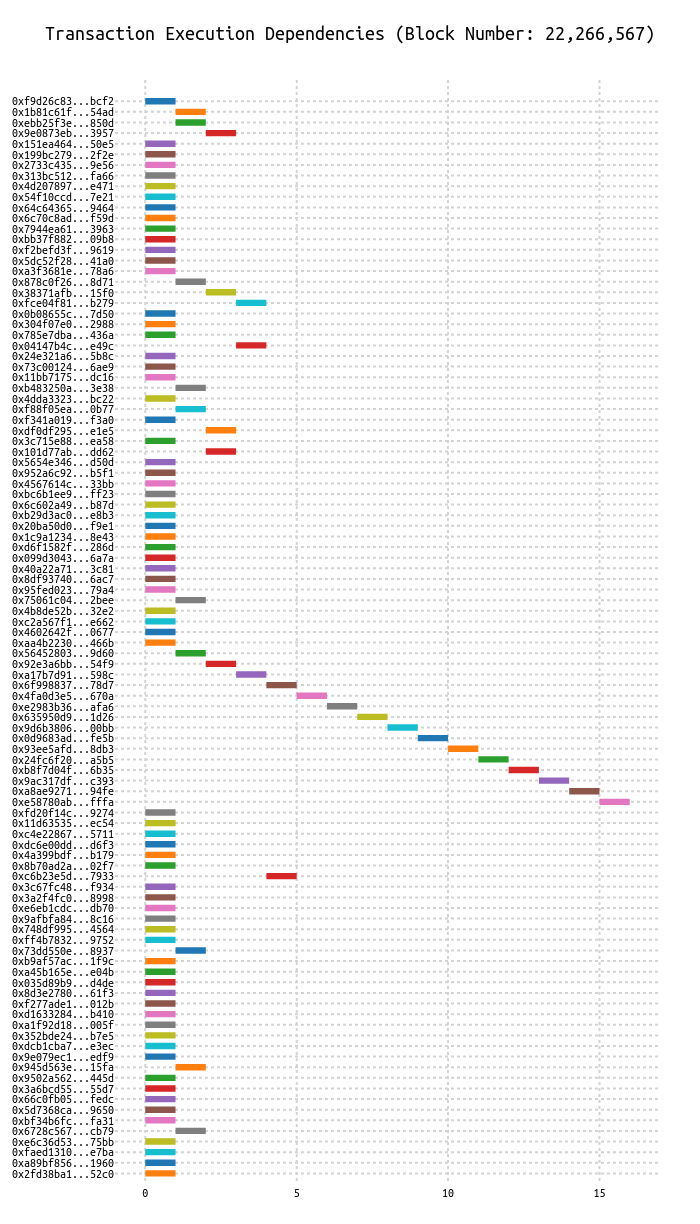 Transaction Execution Dependencies (Block Number: 22,266,567)
0xf9d26c83...bcf2
0x1b81c61f...54ad
0xebb25f3e...850d
0x9e0873eb...3957
0x151ea464...50e5
0x199bc279...2f2e
0x2733c435...9e56
0x313bc512...fa66
0x4d207897...e471
0x54f10ccd...7e21
0x64c64365...9464
0x6c70c8ad...f59d
0x7944ea61...3963
0xbb37f882...09b8
0xf2befd3f...9619
0x5dc52f28...41a0
0xa3f3681e...78a6
0x878c0f26...8d71
0x38371afb...15f0
0xfce04f81...b279
0x0b08655c...7d50
0x304f07e0...2988
0x785e7dba...436a
0x04147b4c...e49c
0x24e321a6...5b8c
0x73c00124...6ae9
0x11bb7175...dc16
0xb483250a...3e38
0x4dda3323...bc22
0xf88f05ea...0b77
0xf341a019...f3a0
0xdf0df295...e1e5
0x3c715e88...ea58
0x101d77ab...dd62
0x5654e346...d50d
0x952a6c92...b5f1
0x4567614c...33bb
0xbc6b1ee9...ff23
0x6c602a49...b87d
0xb29d3ac0...e8b3
0x20ba50d0...f9e1
0x1c9a1234...8e43
0xd6f1582f...286d
0x099d3043...6a7a
0x40a22a71...3c81
0x8df93740...6ac7
0x95fed023...79a4
0x75061c04...2bee
0x4b8de52b...32e2
0xc2a567f1...e662
0x4602642f...0677
0xaa4b2230...466b
0x56452803...9d60
0x92e3a6bb...54f9
0xa17b7d91...598c
0x6f998837...78d7
0x4fa0d3e5...670a
0xe2983b36...afa6
0x635950d9...1d26
0x9d6b3806...00bb
0x0d9683ad...fe5b
0x93ee5afd...8db3
0x24fc6f20...a5b5
0xb8f7d04f...6b35
0x9ac317df...c393
0xa8ae9271...94fe
0xe58780ab...fffa
0xfd20f14c...9274
0x11d63535...ec54
0xc4e22867...5711
0xdc6e00dd...d6f3
0x4a399bdf...b179
0x8b70ad2a...02f7
0xc6b23e5d...7933
0x3c67fc48...f934
0x3a2f4fc0...8998
0xe6eb1cdc...db70
0x9afbfa84...8c16
0x748df995...4564
0xff4b7832...9752
0x73dd550e...8937
0xb9af57ac...1f9c
0xa45b165e...e04b
0x035d89b9...d4de
0x8d3e2780...61f3
0xf277ade1...012b
0xd1633284...b410
0xa1f92d18...005f
0x352bde24...b7e5
0xdcb1cba7...e3ec
0x9e079ec1...edf9
0x945d563e...15fa
0x9502a562...445d
0x3a6bcd55...55d7
0x66c0fb05...fedc
0x5d7368ca...9650
0xbf34b6fc...fa31
0x6728c567...cb79
0xe6c36d53...75bb
0xfaed1310...e7ba
0xa89bf856...1960
0x2fd38ba1...52c0
0 5 10 15